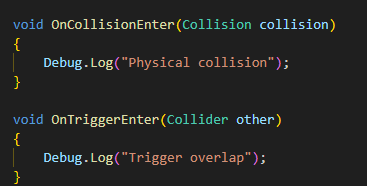 void OnCollisionEnter(Collision collision)
{
    Debug.Log("Physical collision");
}
void OnTriggerEnter(Collider other)
{
    Debug.Log("Trigger overlap");
}